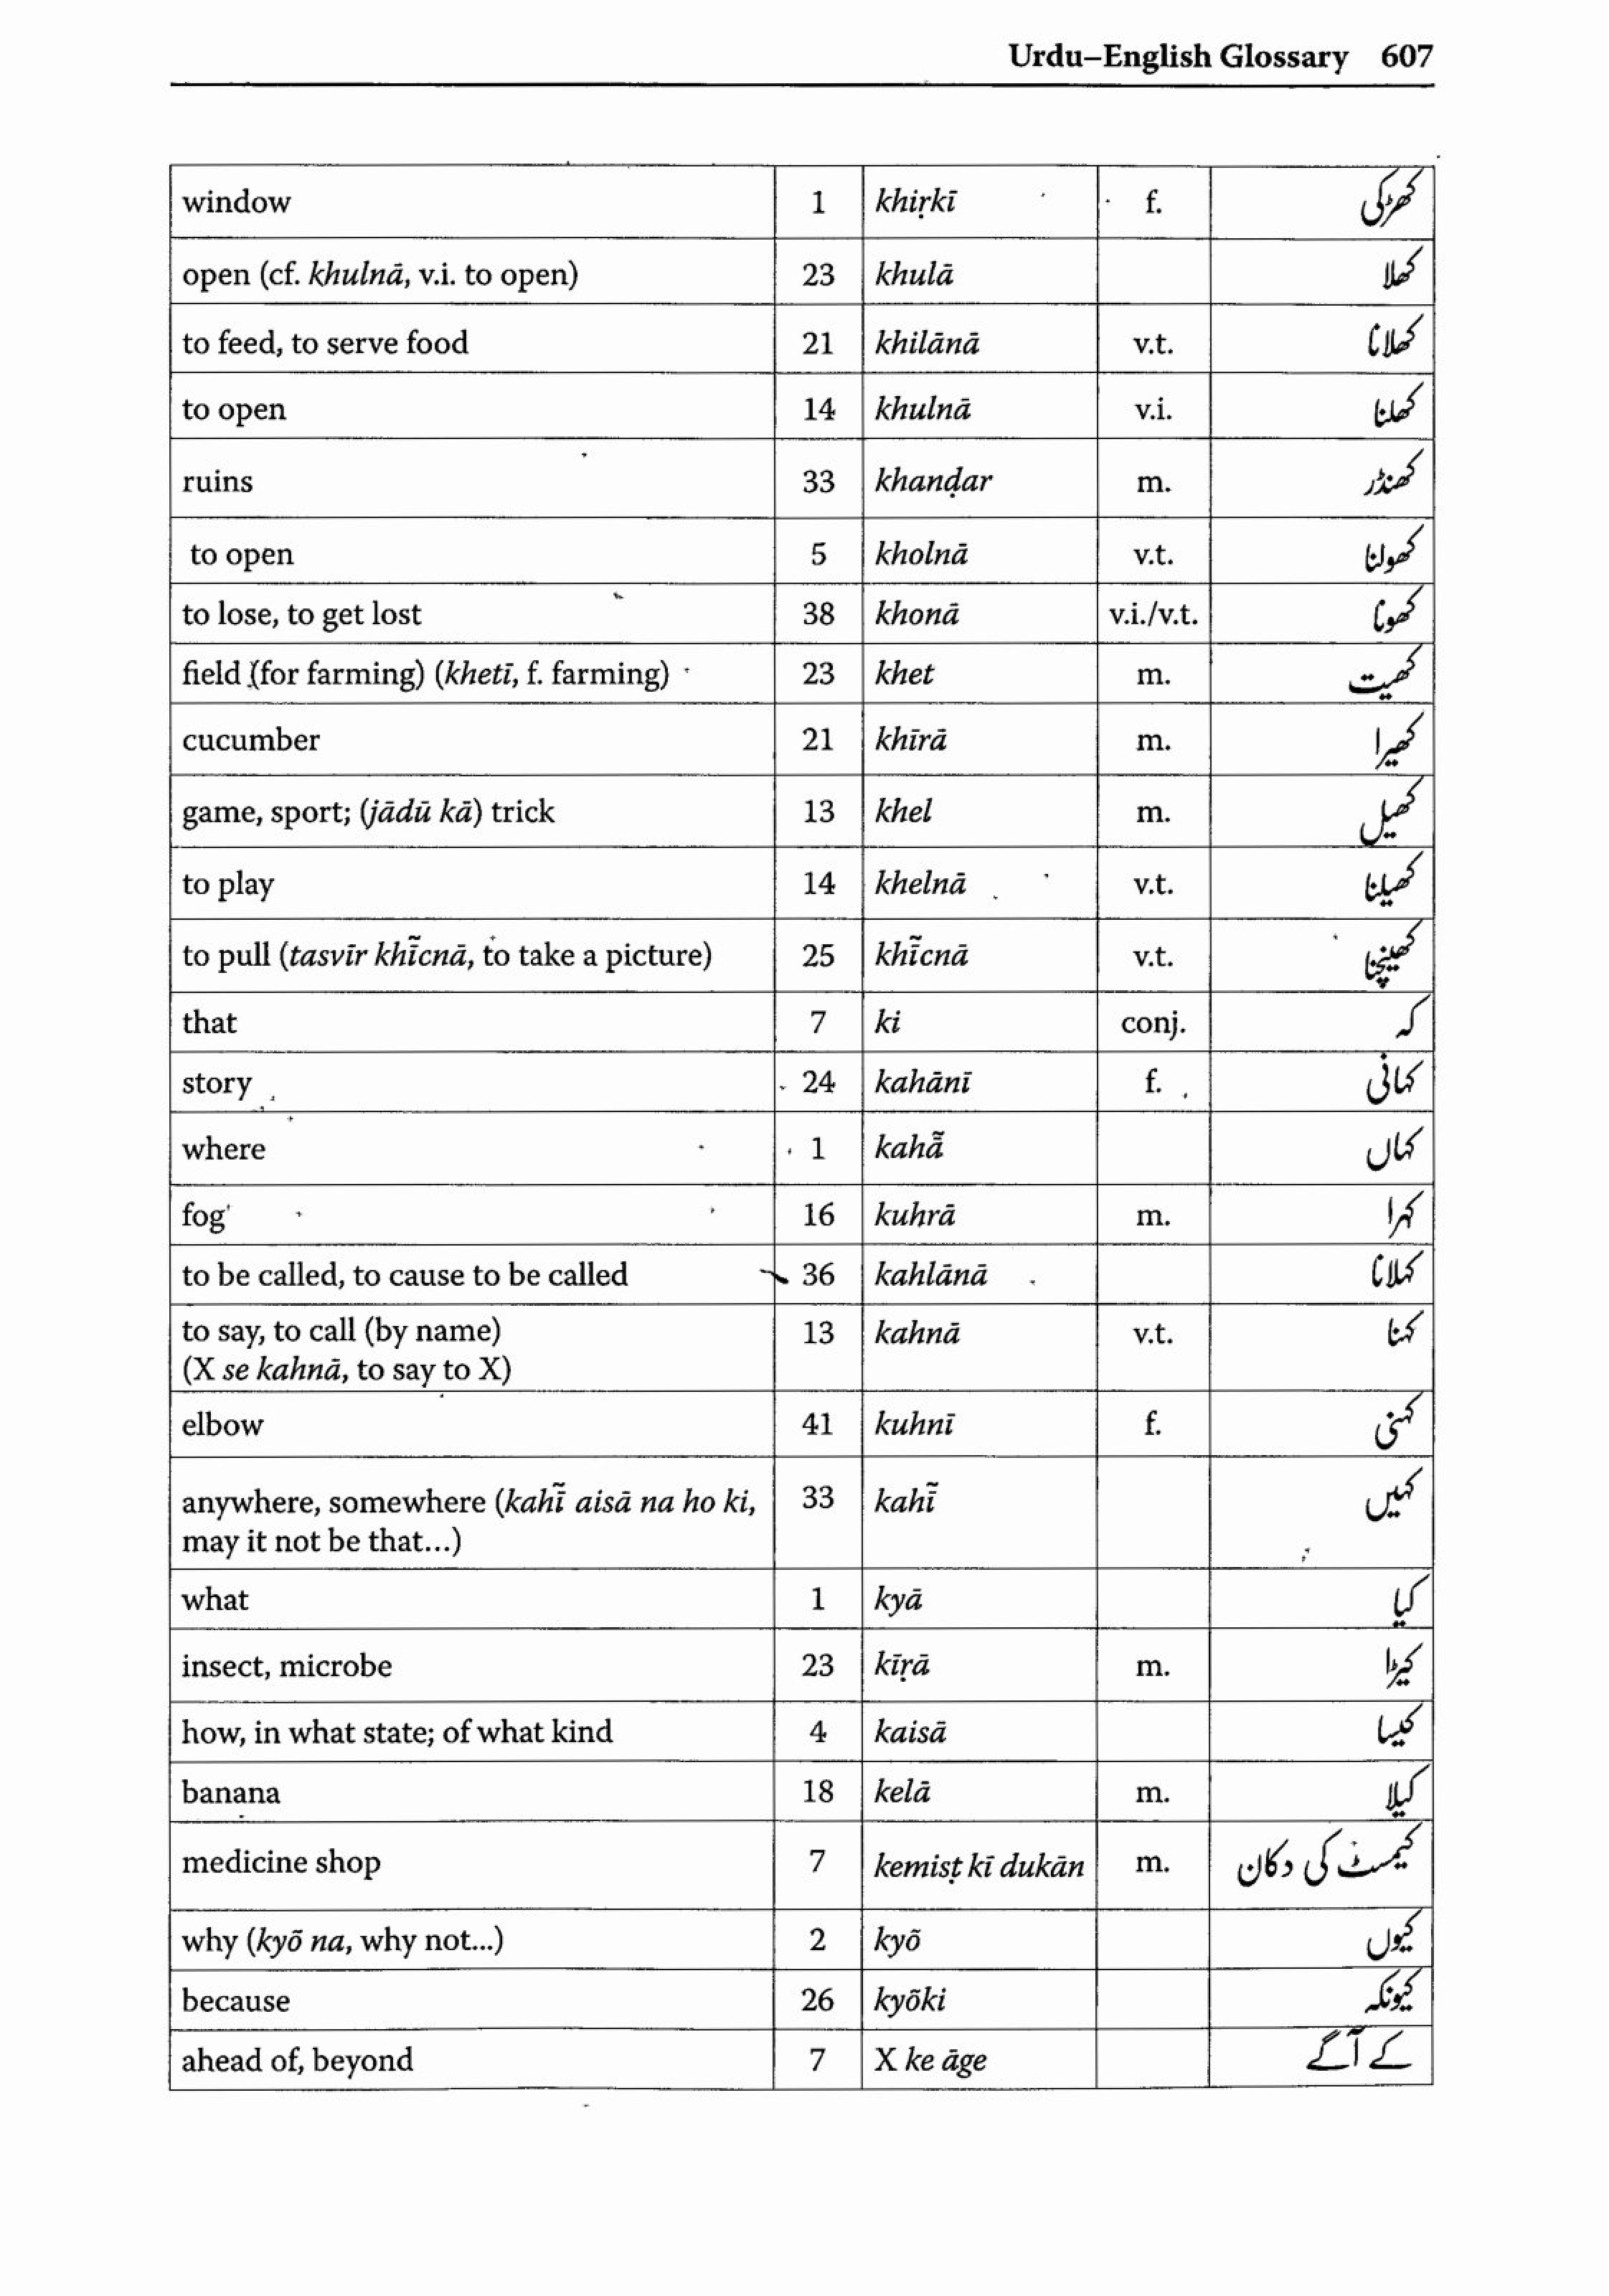 Urdu–English Glossary 607
window 1 khiṛkī f. کھڑکی
open (cf. khulnā, v.i. to open) 23 khulā کھلا
to feed, to serve food 21 khilānā v.t. کھلانا
to open 14 khulnā v.i. کھلنا
ruins 33 khanḍar m. کھنڈر
to open 5 kholnā v.t. کھولنا
to lose, to get lost 38 khonā v.i./v.t. کھونا
field (for farming) (khetī, f. farming) 23 khet m. کھیت
cucumber 21 khīrā m. کھیرا
game, sport; (jādū kā) trick 13 khel m. کھیل
to play 14 khelnā v.t. کھیلنا
to pull (tasvīr khī̃cnā, to take a picture) 25 khī̃cnā v.t. کھینچنا
that 7 ki conj. کہ
story 24 kahānī f. کہانی
where 1 kahā̃ کہاں
fog 16 kuhrā m. کہرا
to be called, to cause to be called 36 kahlānā کہلانا
to say, to call (by name) 13 kahnā v.t. کہنا
(X se kahnā, to say to X)
elbow 41 kuhnī f. کہنی
anywhere, somewhere (kahī̃ aisā na ho ki, 33 kahī̃ کہیں
may it not be that...)
what 1 kyā کیا
insect, microbe 23 kīṛā m. کیڑا
how, in what state; of what kind 4 kaisā کیسا
banana 18 kelā m. کیلا
medicine shop 7 kemisṭ kī dukān m. کیمسٹ کی دکان
why (kyõ na, why not...) 2 kyõ کیوں
because 26 kyõki کیونکہ
ahead of, beyond 7 X ke āge کے آگے